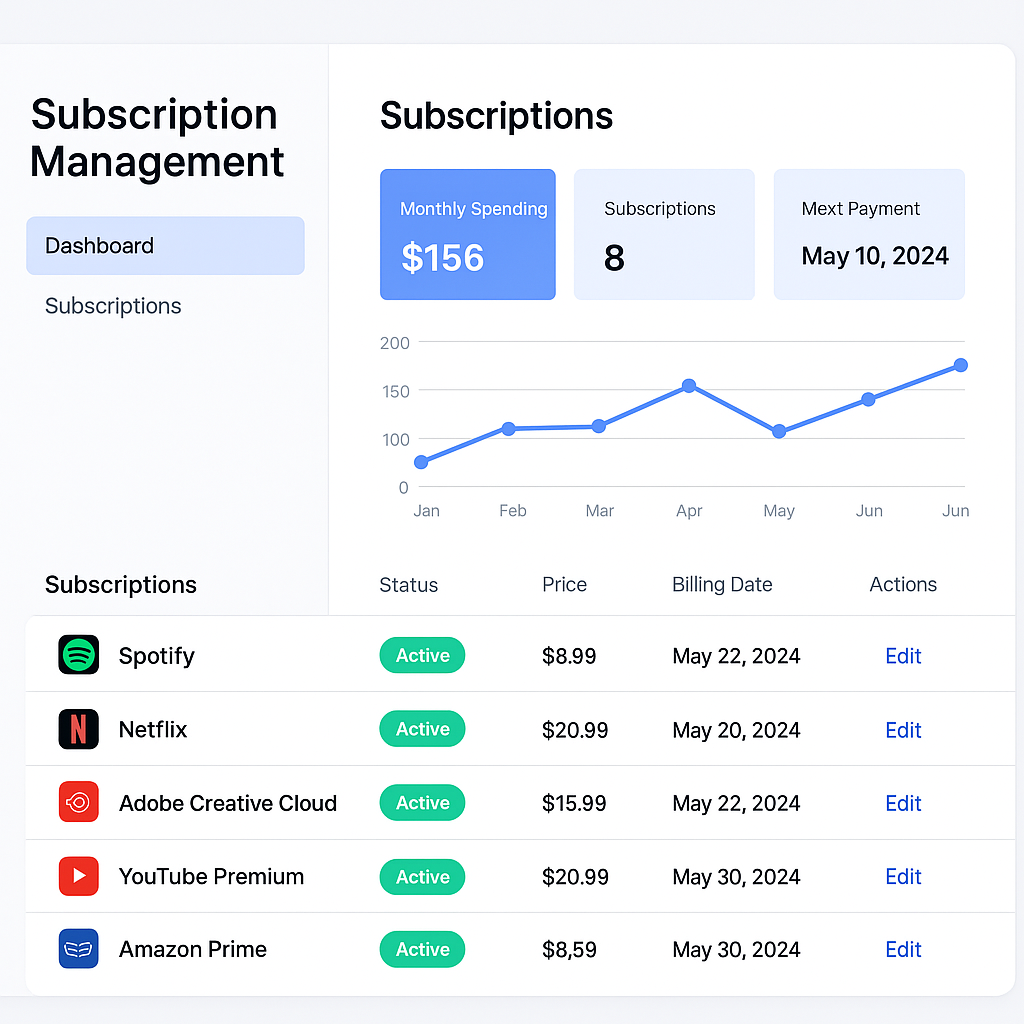 Subscription
Management
Dashboard
Subscriptions
Subscriptions
Monthly Spending
$156
Subscriptions
8
Mext Payment
May 10, 2024
200
150
100
0
Jan Feb Mar Apr May Jun Jun
Subscriptions Status Price Billing Date Actions
Spotify Active $8.99 May 22, 2024 Edit
N Netflix Active $20.99 May 20, 2024 Edit
Adobe Creative Cloud Active $15.99 May 22, 2024 Edit
YouTube Premium Active $20.99 May 30, 2024 Edit
Amazon Prime Active $8,59 May 30, 2024 Edit